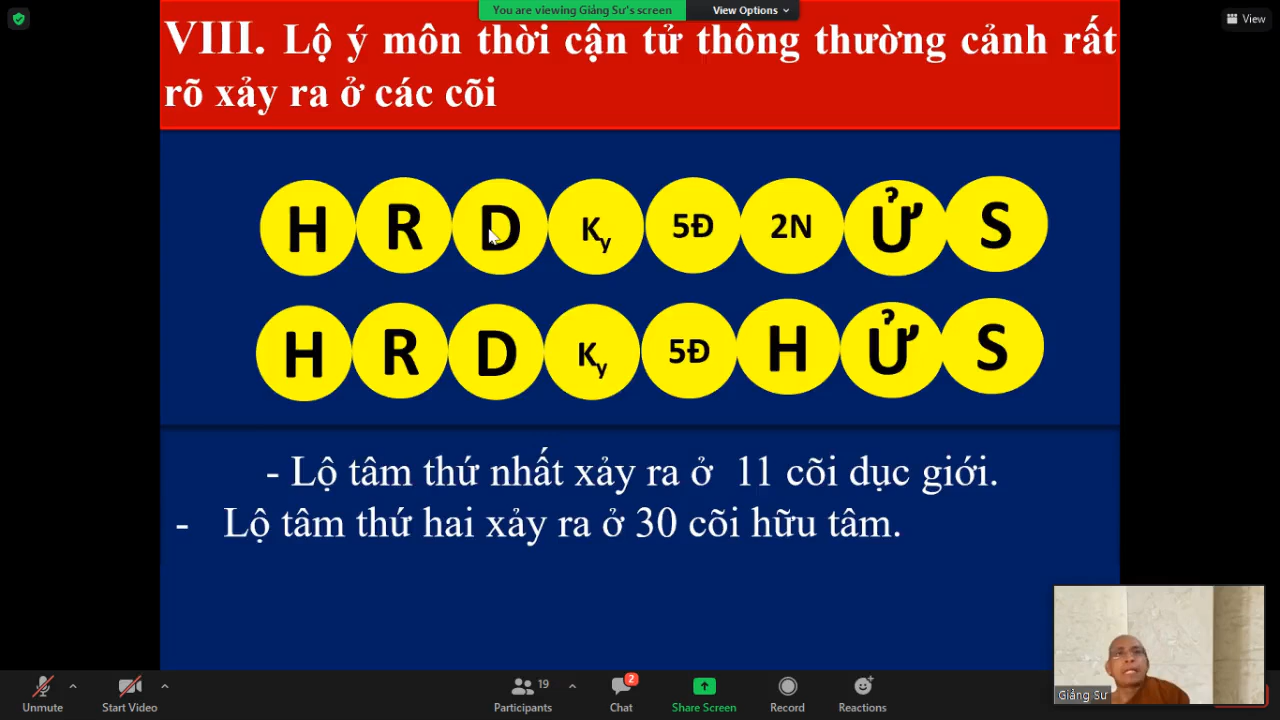 You are viewing Giảng Sư's screen View Options
View
VIII. Lộ ý môn thời cận tử thông thường cảnh rất
rõ xảy ra ở các cõi
H R D Ky 5Đ 2N Ử S
H R D Ky 5Đ H Ử S
- Lộ tâm thứ nhất xảy ra ở 11 cõi dục giới.
- Lộ tâm thứ hai xảy ra ở 30 cõi hữu tâm.
Giảng Sư
19
2
Unmute Start Video Participants Chat Share Screen Record Reactions